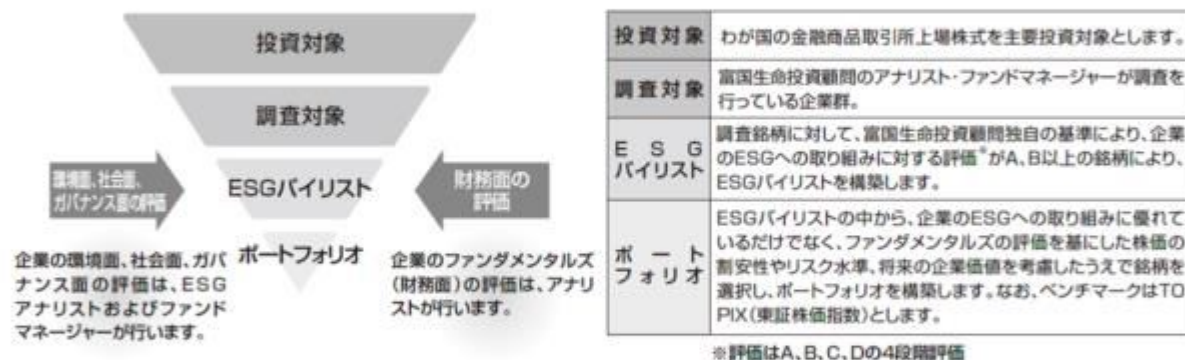 投資対象
調査対象
ESGバイリスト
ポートフォリオ
環境面、社会面、
ガバナンス面の評価
財務面の
評価
企業の環境面、社会面、ガバ
ナンス面の評価は、ESG
アナリストおよびファンド
マネージャーが行います。
企業のファンダメンタルズ
(財務面)の評価は、アナリ
ストが行います。
投資対象
わが国の金融商品取引所上場株式を主要投資対象とします。
調査対象
富国生命投資顧問のアナリスト・ファンドマネージャーが調査を
行っている企業群。
ESG
バイリスト
調査銘柄に対して、富国生命投資顧問独自の基準により、企業
のESGへの取り組みに対する評価※がA、B以上の銘柄により、
ESGバイリストを構築します。
ポート
フォリオ
ESGバイリストの中から、企業のESGへの取り組みに優れて
いるだけでなく、ファンダメンタルズの評価を基にした株価の
割安性やリスク水準、将来の企業価値を考慮したうえで銘柄を
選択し、ポートフォリオを構築します。なお、ベンチマークはTO
PIX(東証株価指数)とします。
※評価はA、B、C、Dの4段階評価